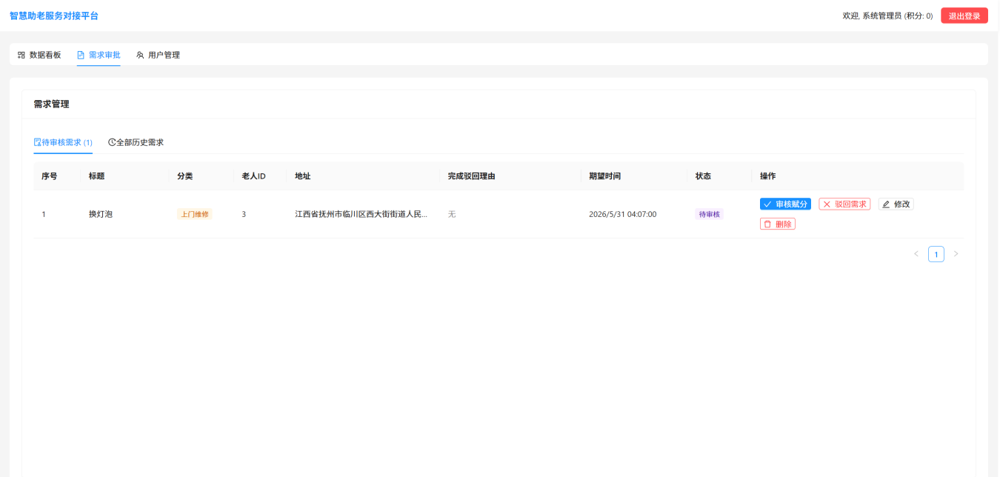 智慧助老服务对接平台
欢迎, 系统管理员 (积分: 0) 退出登录
数据看板 需求审批 用户管理
需求管理
待审核需求 (1) 全部历史需求
序号 标题 分类 老人ID 地址 完成驳回理由 期望时间 状态 操作
1 换灯泡 上门维修 3 江西省抚州市临川区西大街街道人民... 无 2026/5/31 04:07:00 待审核 审核赋分 驳回需求 修改
删除
1